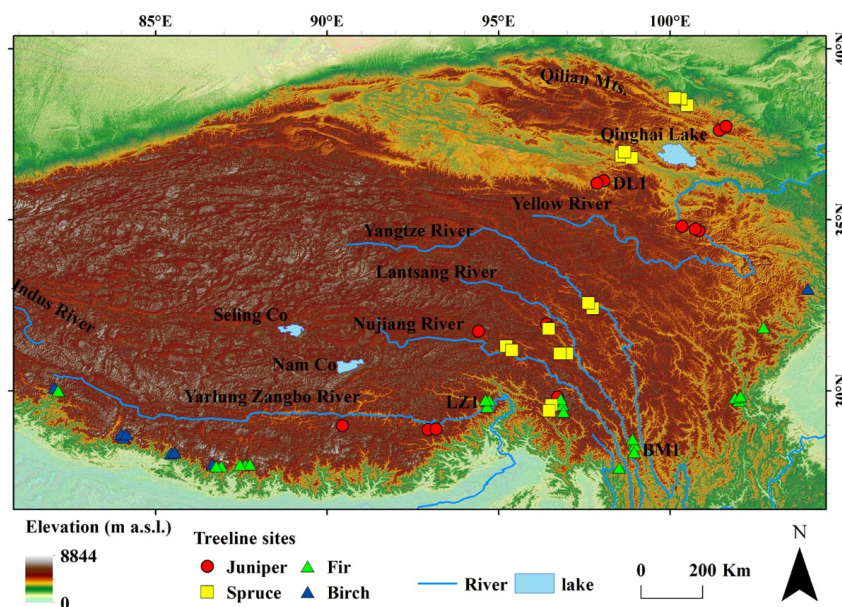 85°E 90°E 95°E 100°E
40°N
Qilian Mts.
Qinghai Lake
DL1
Yellow River
Yangtze River
Lantsang River
Indus River
Seling Co
Nujiang River
Nam Co
Yarlung Zangbo River
LZ1
BM1
Elevation (m a.s.l.)
8844
0
Treeline sites
Juniper
Fir
Spruce
Birch
River
lake
0 200 Km
N